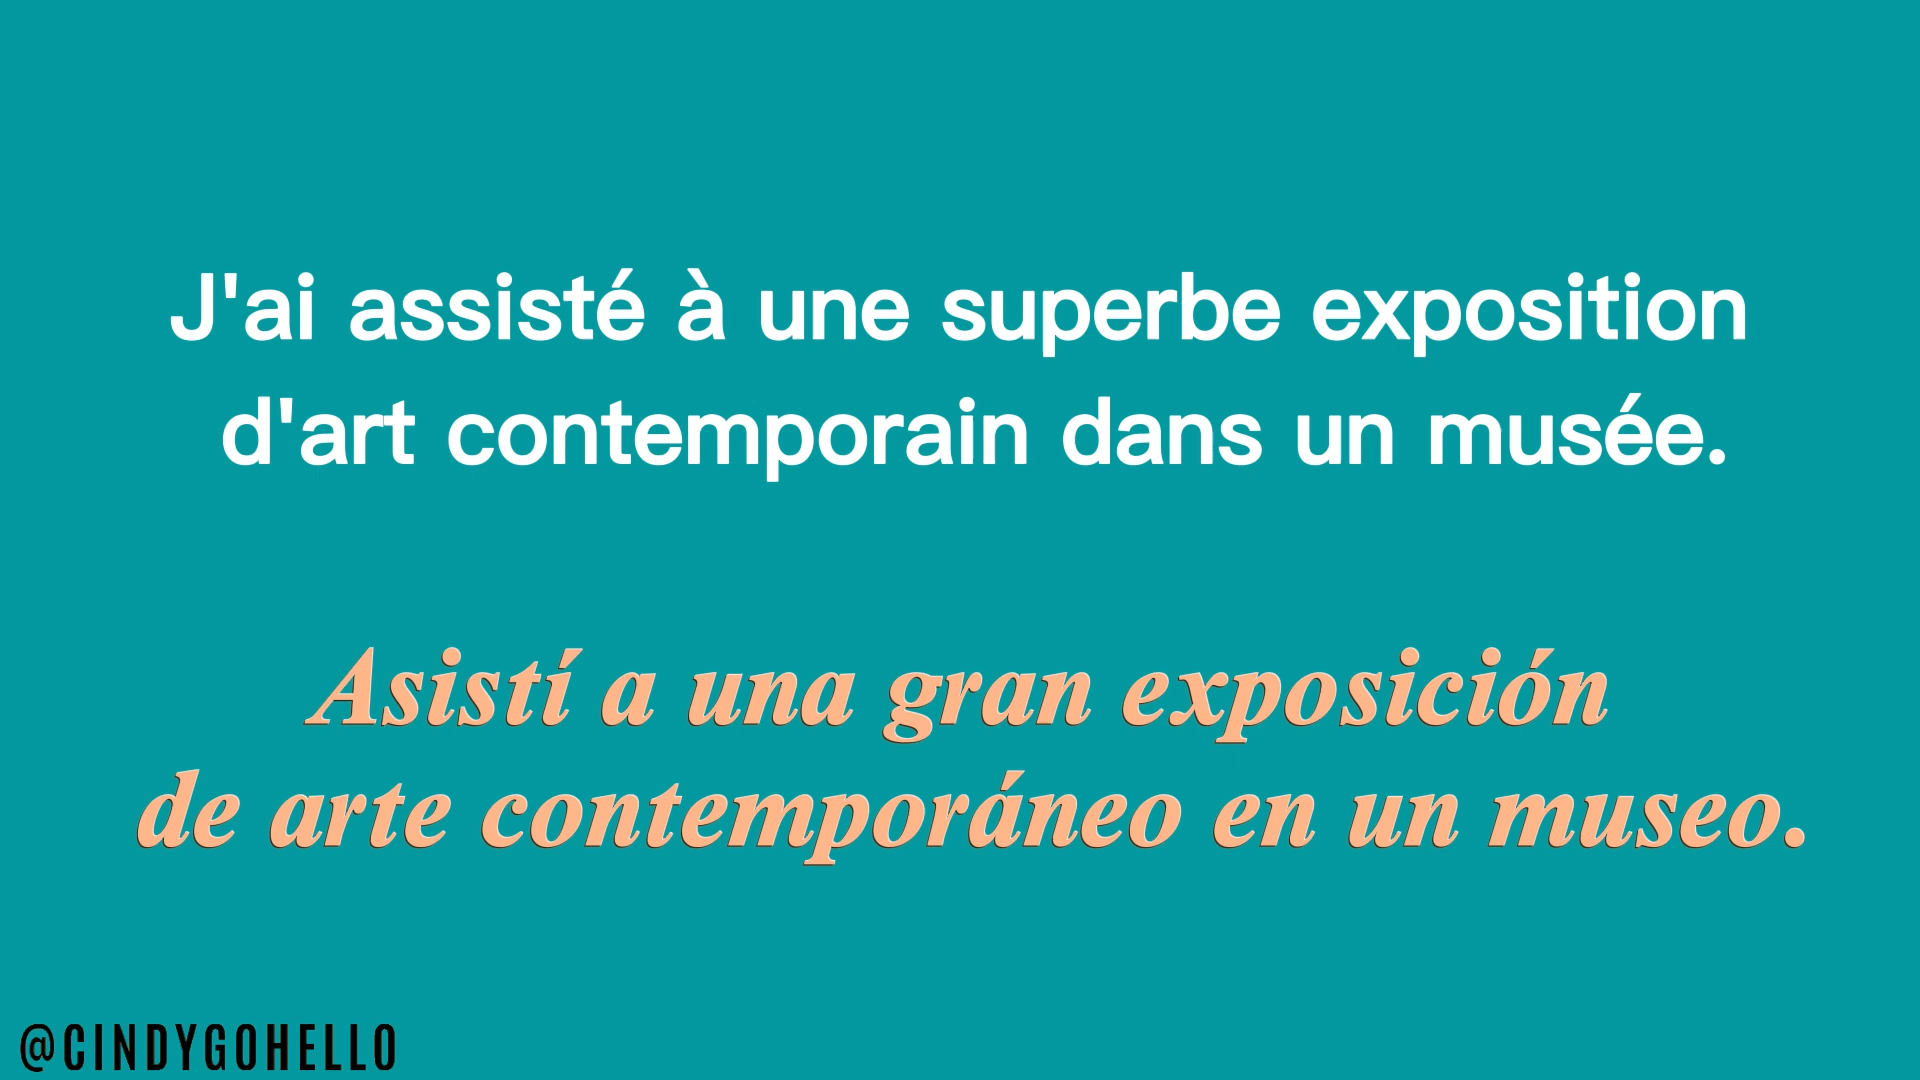 J'ai assisté à une superbe exposition
d'art contemporain dans un musée.
Asistí a una gran exposición
de arte contemporáneo en un museo.
@CINDYGOHELLO